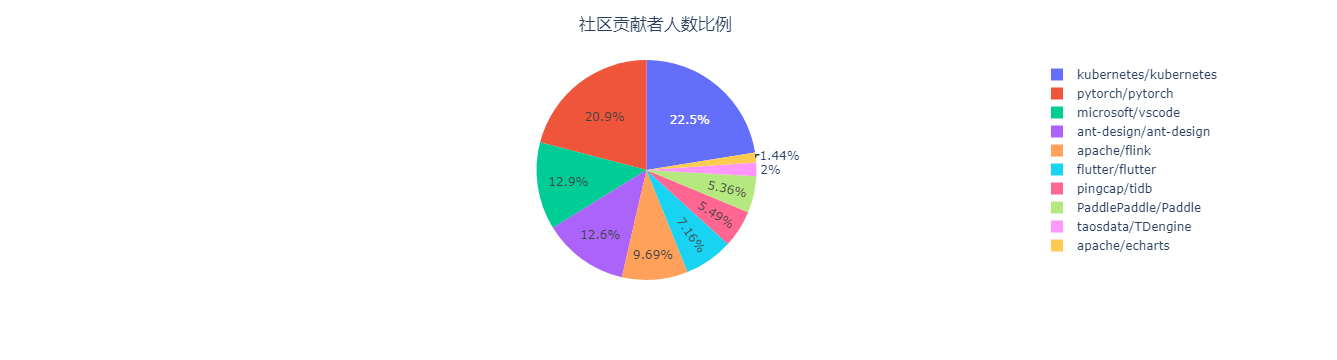 社区贡献者人数比例
22.5%
20.9%
12.9%
12.6%
9.69%
7.16%
5.49%
5.36%
2%
1.44%
kubernetes/kubernetes
pytorch/pytorch
microsoft/vscode
ant-design/ant-design
apache/flink
flutter/flutter
pingcap/tidb
PaddlePaddle/Paddle
taosdata/TDengine
apache/echarts